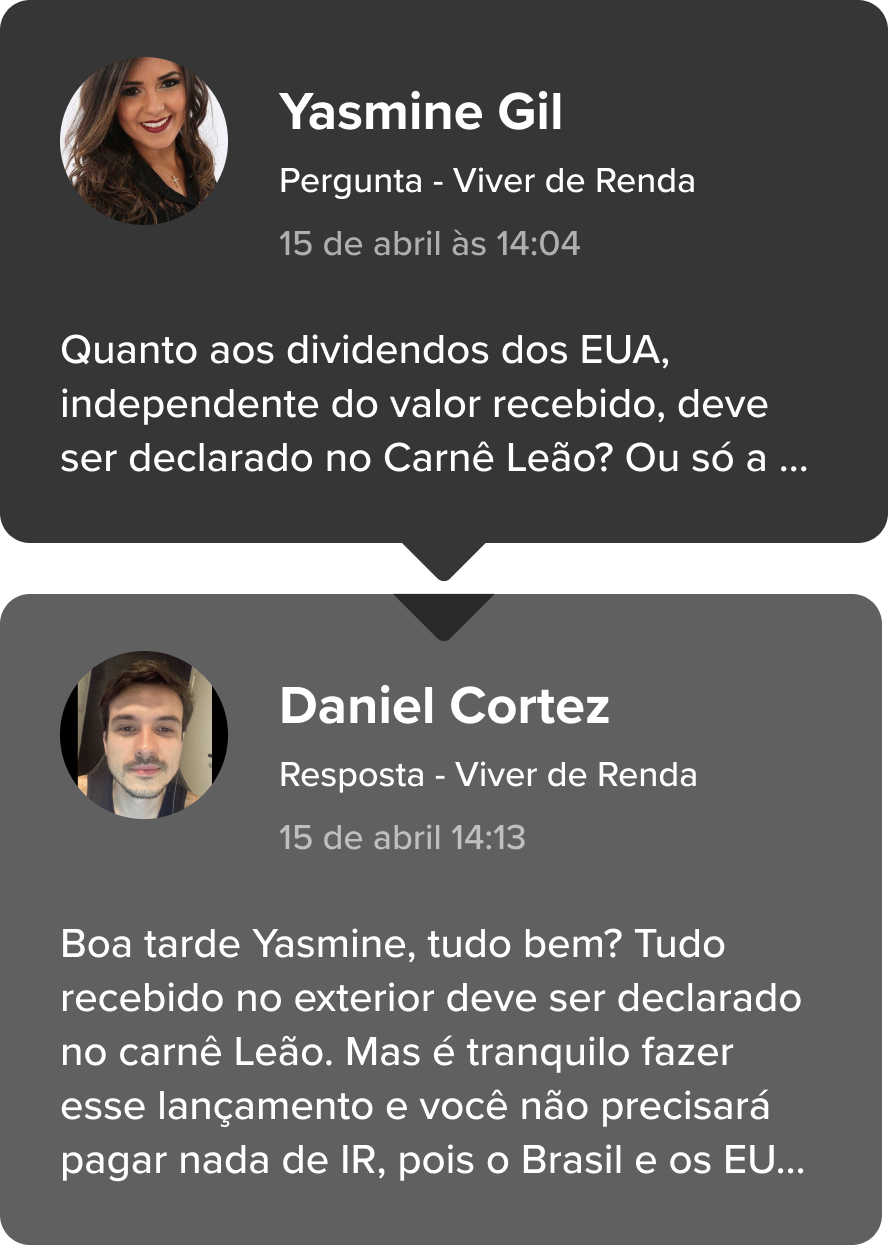 Yasmine Gil
Pergunta - Viver de Renda
15 de abril às 14:04
Quanto aos dividendos dos EUA,
independente do valor recebido, deve
ser declarado no Carnê Leão? Ou só a ...
Daniel Cortez
Resposta - Viver de Renda
15 de abril 14:13
Boa tarde Yasmine, tudo bem? Tudo
recebido no exterior deve ser declarado
no carnê Leão. Mas é tranquilo fazer
esse lançamento e você não precisará
pagar nada de IR, pois o Brasil e os EU...